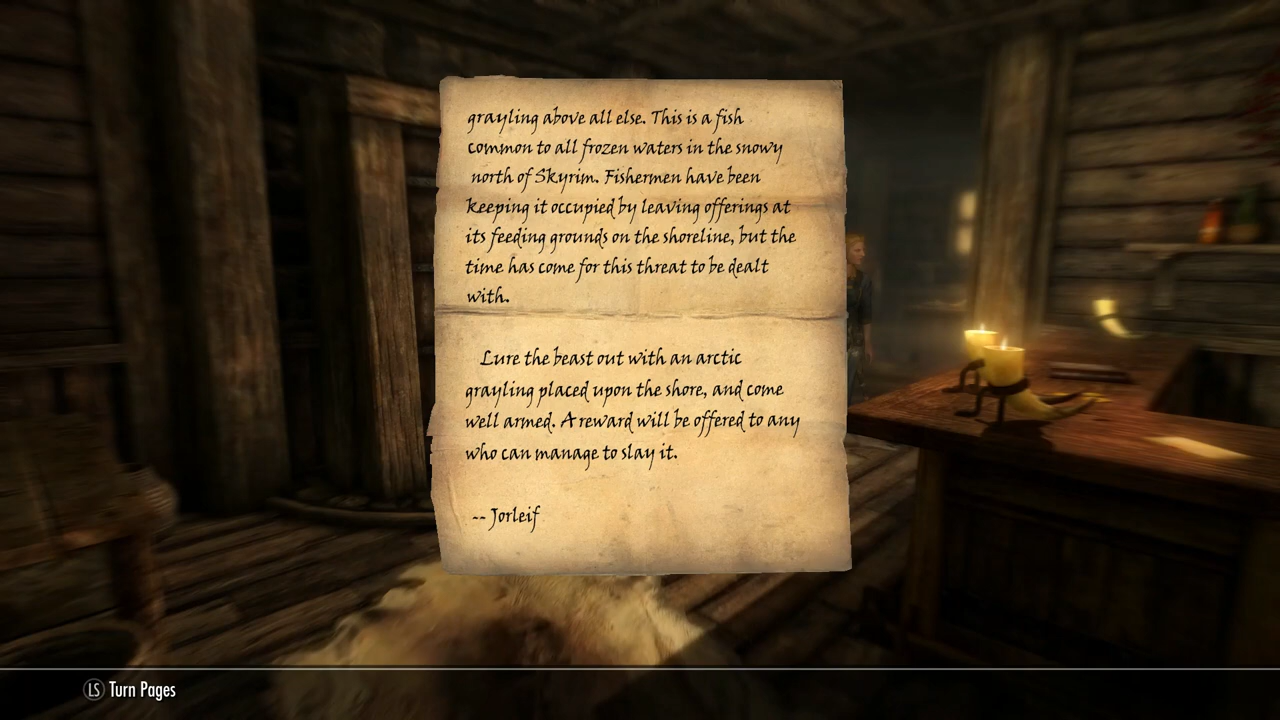 grayling above all else. This is a fish
common to all frozen waters in the snowy
north of Skyrim. Fishermen have been
keeping it occupied by leaving offerings at
its feeding grounds on the shoreline, but the
time has come for this threat to be dealt
with.
Lure the beast out with an arctic
grayling placed upon the shore, and come
well armed. A reward will be offered to any
who can manage to slay it.
-- Jorleif
LS Turn Pages